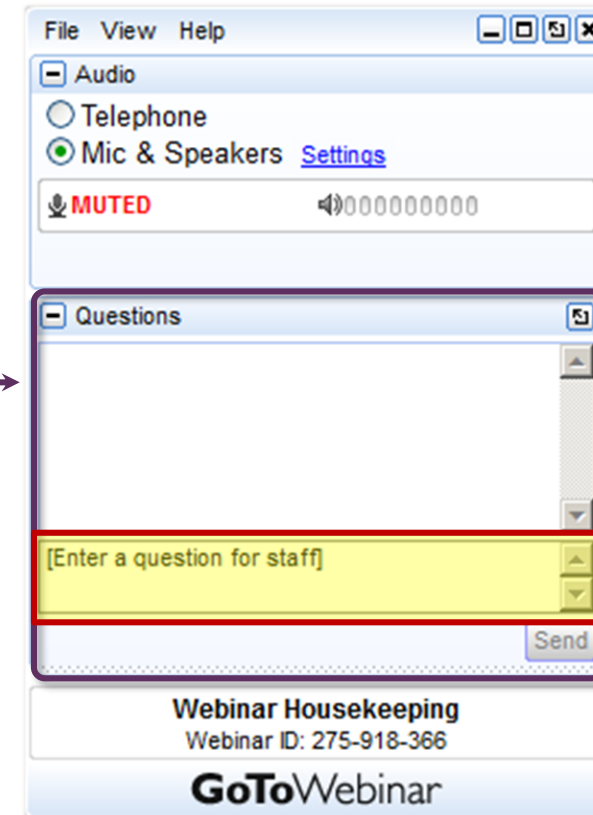 File View Help
Audio
Telephone
Mic & Speakers Settings
MUTED 000000000
Questions
[Enter a question for staff]
Send
Webinar Housekeeping
Webinar ID: 275-918-366
GoToWebinar